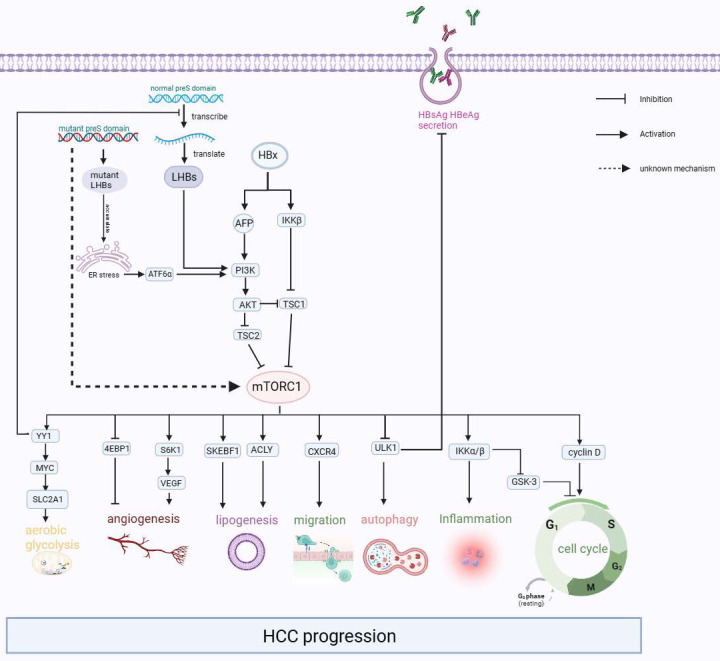 HBsAg HBeAg
secretion
Inhibition
Activation
unknown mechanism
normal preS domain
transcribe
mutant preS domain
translate
mutant
LHBs
LHBs
HBx
AFP
IKKβ
ER stress
ATF6α
PI3K
AKT
TSC1
TSC2
mTORC1
YY1
MYC
SLC2A1
aerobic
glycolysis
4EBP1
S6K1
VEGF
angiogenesis
SKEBF1
ACLY
lipogenesis
CXCR4
migration
ULK1
autophagy
IKKα/β
GSK-3
Inflammation
cyclin D
G₁
S
G₂
M
cell cycle
G₀ phase
(resting)
HCC progression